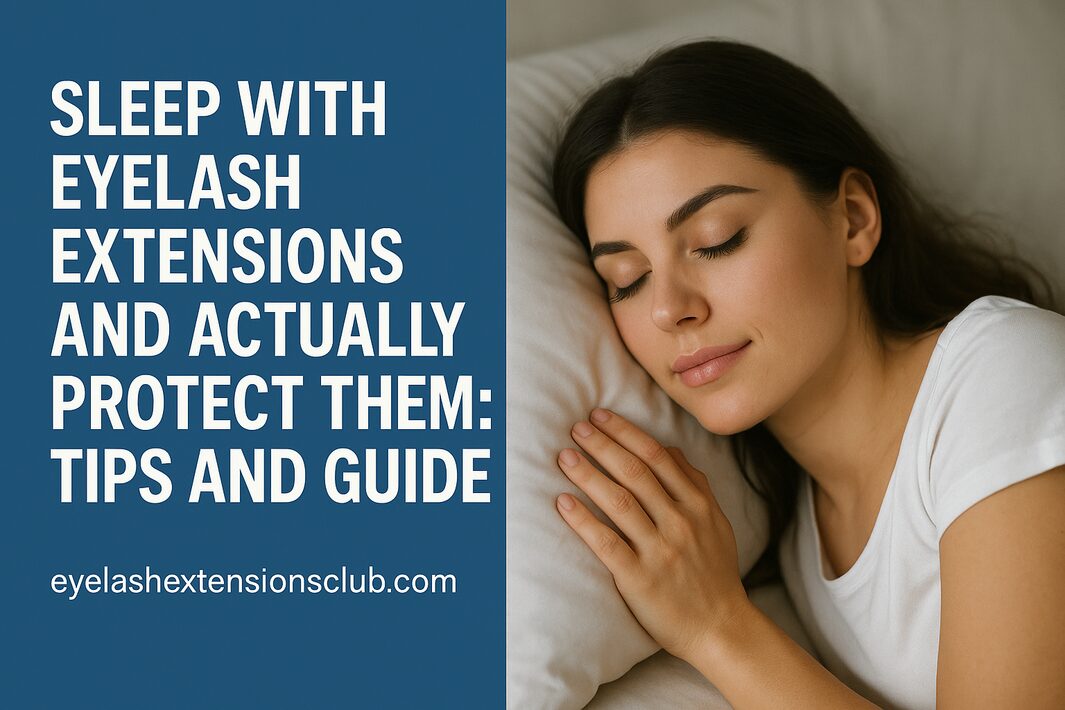 SLEEP WITH
EYELASH
EXTENSIONS
AND ACTUALLY
PROTECT THEM:
TIPS AND GUIDE
eyelashextensionsclub.com